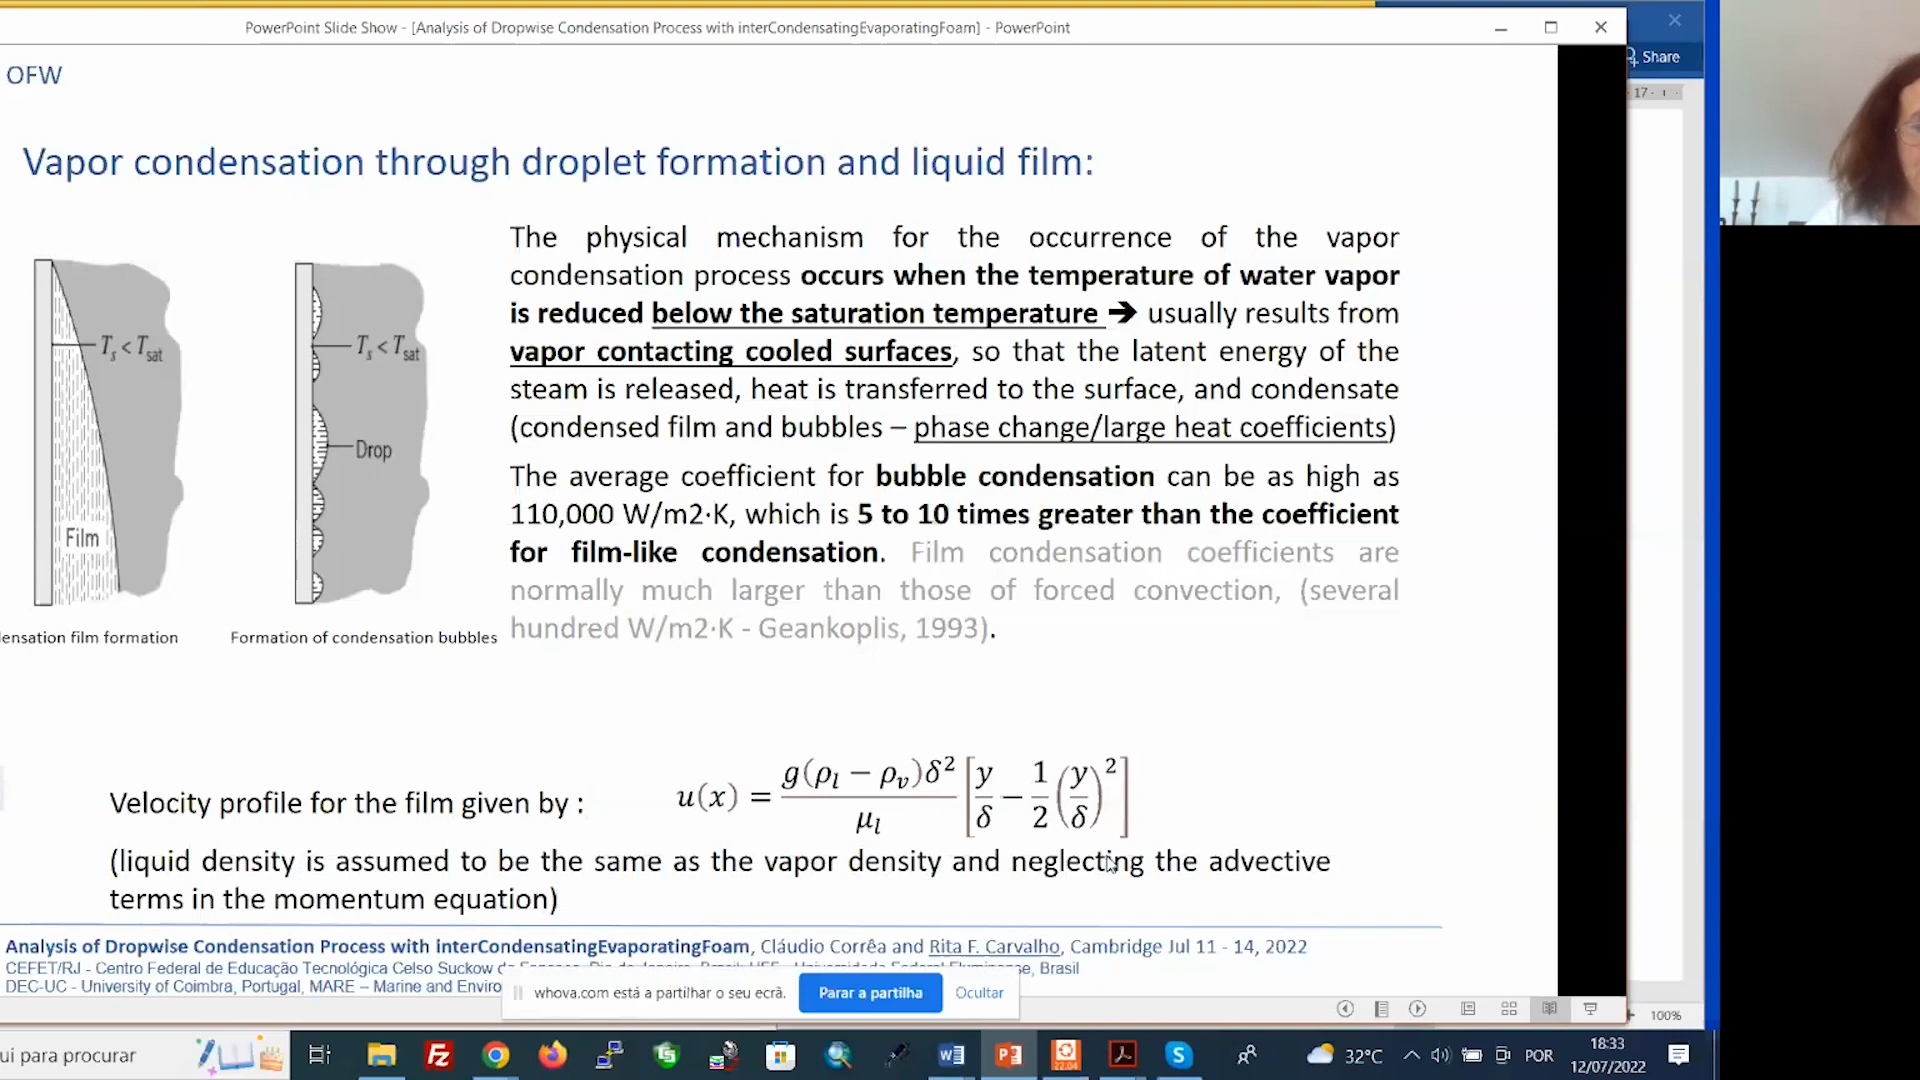 PowerPoint Slide Show - [Analysis of Dropwise Condensation Process with interCondensatingEvaporatingFoam] - PowerPoint
Share
17
OFW
Vapor condensation through droplet formation and liquid film:
The physical mechanism for the occurrence of the vapor
condensation process occurs when the temperature of water vapor
is reduced below the saturation temperature ➔ usually results from
vapor contacting cooled surfaces, so that the latent energy of the
steam is released, heat is transferred to the surface, and condensate
(condensed film and bubbles – phase change/large heat coefficients)
The average coefficient for bubble condensation can be as high as
110,000 W/m2·K, which is 5 to 10 times greater than the coefficient
for film-like condensation. Film condensation coefficients are
normally much larger than those of forced convection, (several
hundred W/m2·K - Geankoplis, 1993).
T_s < T_sat
Film
T_s < T_sat
Drop
ensation film formation
Formation of condensation bubbles
Velocity profile for the film given by : u(x) = g(ρ_l − ρ_v)δ² / μ_l [y/δ − 1/2 (y/δ)²]
(liquid density is assumed to be the same as the vapor density and neglecting the advective
terms in the momentum equation)
Analysis of Dropwise Condensation Process with interCondensatingEvaporatingFoam, Cláudio Corrêa and Rita F. Carvalho, Cambridge Jul 11 - 14, 2022
CEFET/RJ - Centro Federal de Educação Tecnológica Celso Suckow e, Brasil
DEC-UC - University of Coimbra, Portugal, MARE – Marine and Enviro
whova.com está a partilhar o seu ecrã. Parar a partilha Ocultar
100%
ui para procurar
22.04
32°C
POR
18:33
12/07/2022